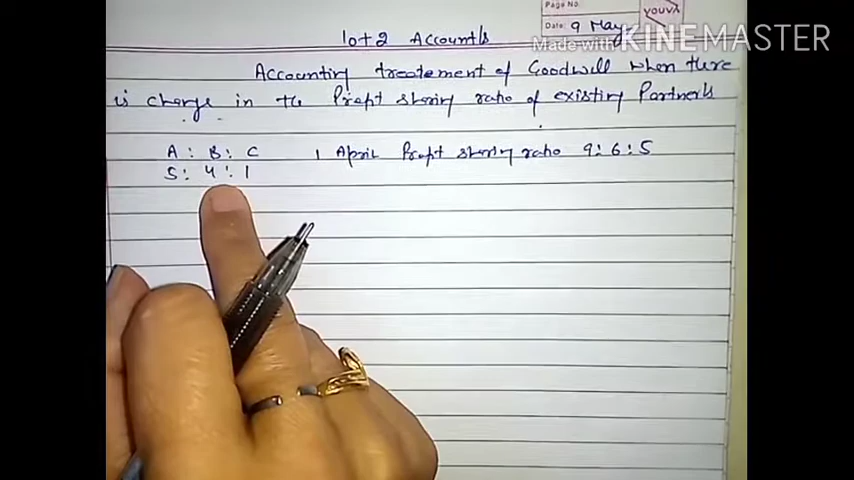 Page No.
Date: 9 May
YOUVA
Made with KINEMASTER
10+2 Accounts
Accounting treatement of Goodwill when there
is change in the Profit sharing ratio of existing Partners
A : B : C 1 April Profit sharing ratio 9 : 6 : 5
5 : 4 : 1